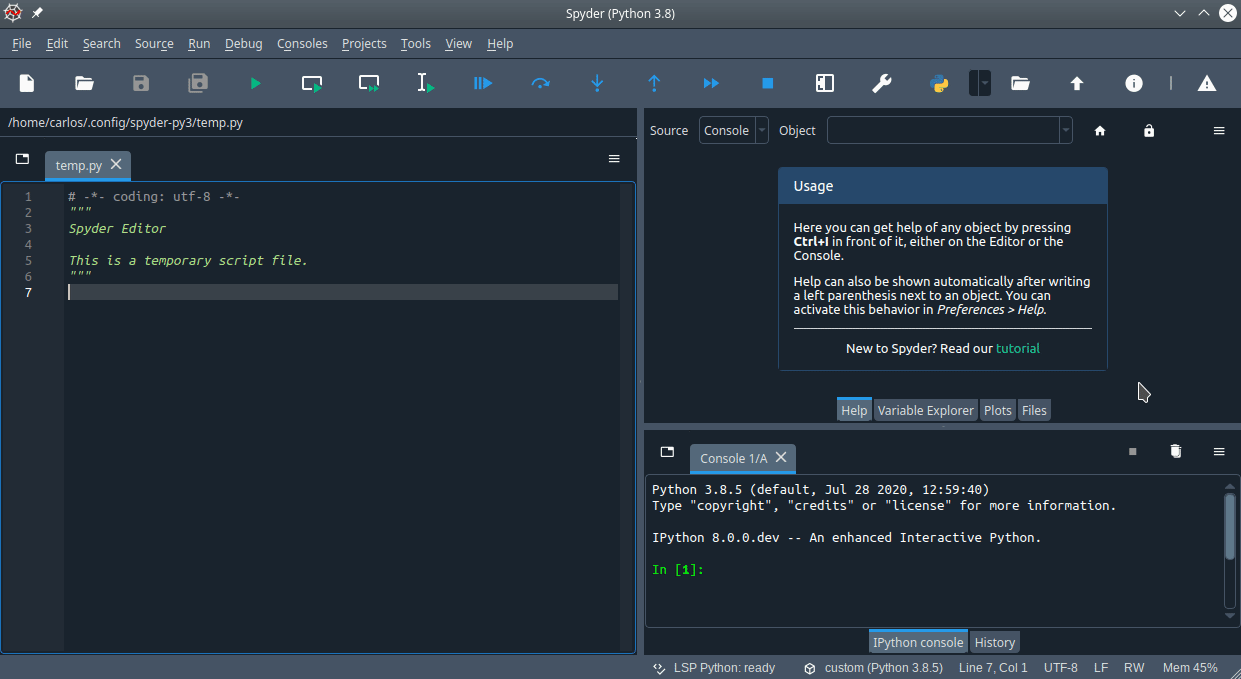 Spyder (Python 3.8)
File Edit Search Source Run Debug Consoles Projects Tools View Help
/home/carlos/.config/spyder-py3/temp.py
temp.py
1 # -*- coding: utf-8 -*-
2 """
3 Spyder Editor
4
5 This is a temporary script file.
6 """
7
Source Console Object
Usage
Here you can get help of any object by pressing
Ctrl+I in front of it, either on the Editor or the
Console.
Help can also be shown automatically after writing
a left parenthesis next to an object. You can
activate this behavior in Preferences > Help.
New to Spyder? Read our tutorial
Help Variable Explorer Plots Files
Console 1/A
Python 3.8.5 (default, Jul 28 2020, 12:59:40)
Type "copyright", "credits" or "license" for more information.
IPython 8.0.0.dev -- An enhanced Interactive Python.
In [1]:
IPython console History
LSP Python: ready custom (Python 3.8.5) Line 7, Col 1 UTF-8 LF RW Mem 45%